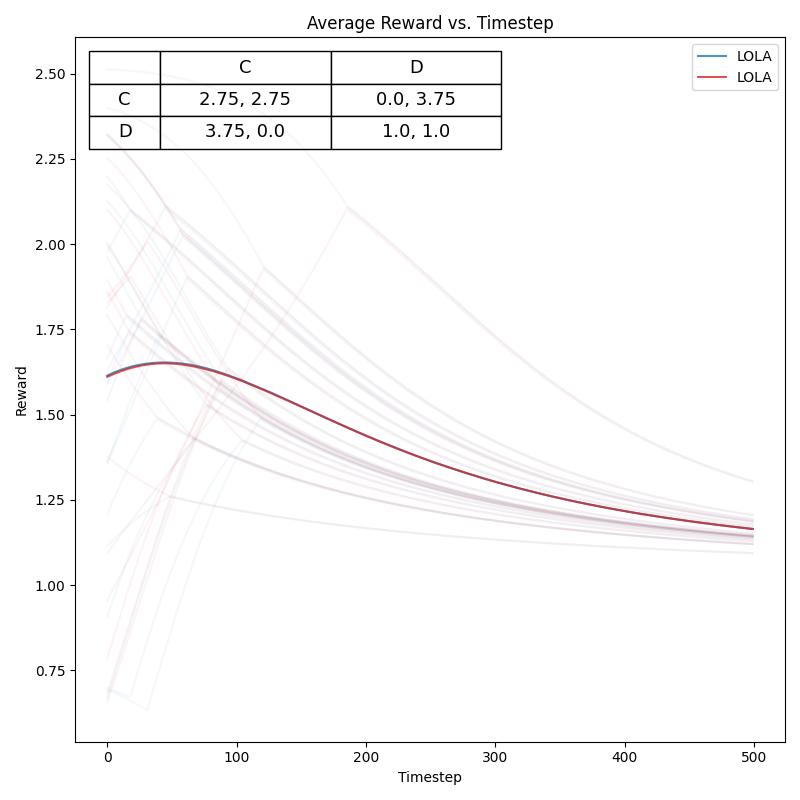 Average Reward vs. Timestep
C D
C 2.75, 2.75 0.0, 3.75
D 3.75, 0.0 1.0, 1.0
LOLA
LOLA
2.50
2.25
2.00
1.75
1.50
1.25
1.00
0.75
Reward
0 100 200 300 400 500
Timestep